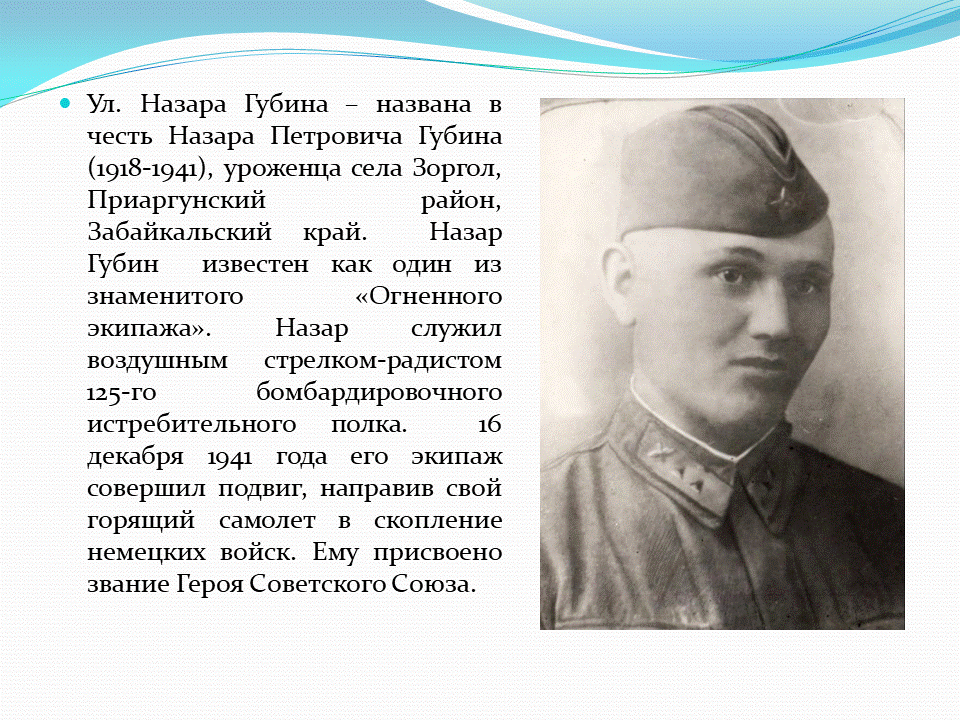 Ул. Назара Губина – названа в
честь Назара Петровича Губина
(1918-1941), уроженца села Зоргол,
Приаргунский район,
Забайкальский край. Назар
Губин известен как один из
знаменитого «Огненного
экипажа». Назар служил
воздушным стрелком-радистом
125-го бомбардировочного
истребительного полка. 16
декабря 1941 года его экипаж
совершил подвиг, направив свой
горящий самолет в скопление
немецких войск. Ему присвоено
звание Героя Советского Союза.